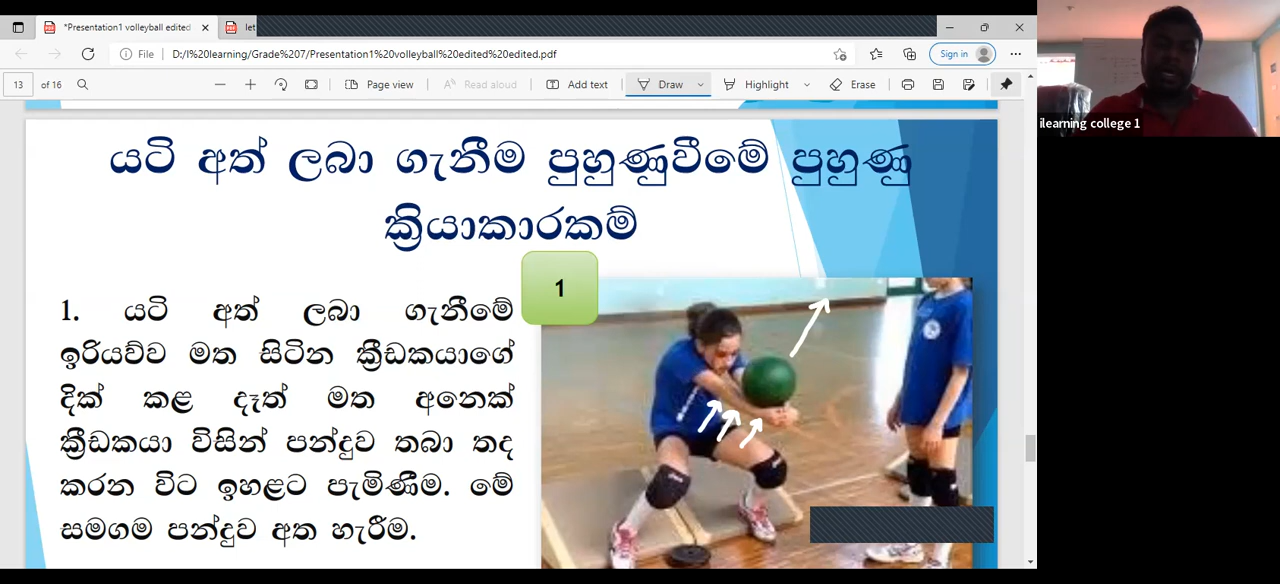 *Presentation1 volleyball edited
let
File
D:/I%20learning/Grade%207/Presentation1%20volleyball%20edited%20edited.pdf
Sign in
13 of 16
Page view
Read aloud
Add text
Draw
Highlight
Erase
ilearning college 1
යටි අත් ලබා ගැනීම පුහුණුවීමේ පුහුණු
ක්‍රියාකාරකම්
1
1. යටි අත් ලබා ගැනීමේ
ඉරියව්ව මත සිටින ක්‍රීඩකයාගේ
දික් කළ දෑත් මත අනෙක්
ක්‍රීඩකයා විසින් පන්දුව තබා තද
කරන විට ඉහළට පැමිණීම. මේ
සමගම පන්දුව අත හැරීම.